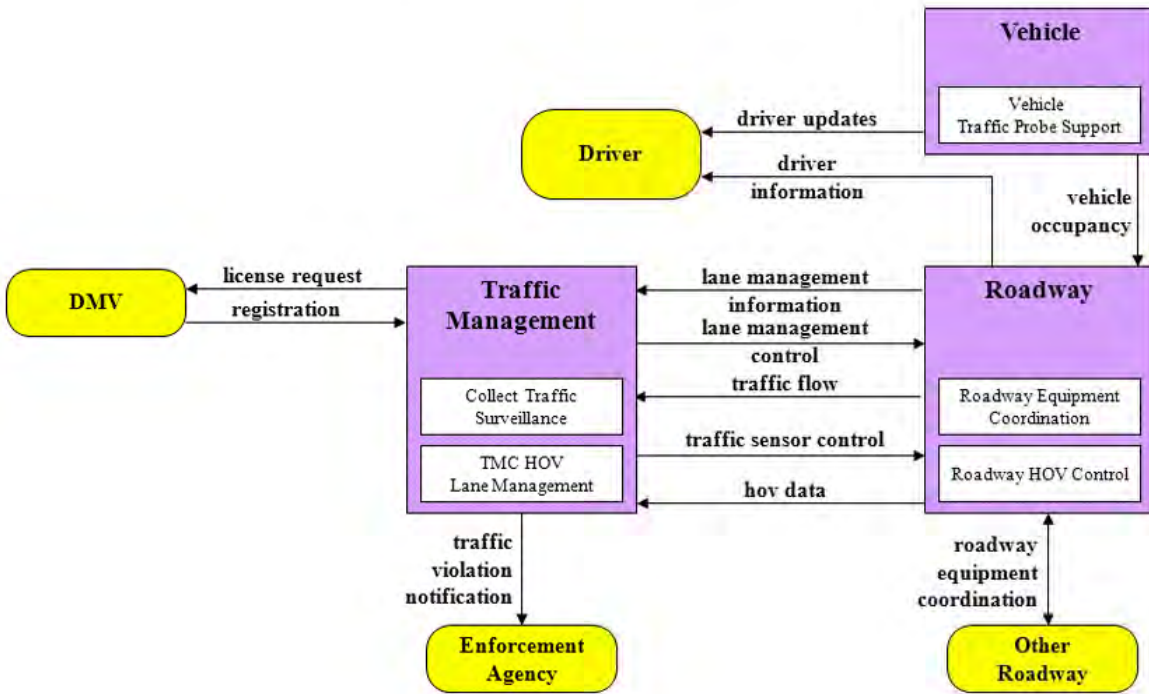 Vehicle
Vehicle
Traffic Probe Support
driver updates
Driver
driver
information
vehicle
occupancy
license request
DMV
registration
Traffic
Management
lane management
information
lane management
control
Roadway
traffic flow
Collect Traffic
Surveillance
Roadway Equipment
Coordination
traffic sensor control
TMC HOV
Lane Management
Roadway HOV Control
hov data
traffic
violation
notification
roadway
equipment
coordination
Enforcement
Agency
Other
Roadway